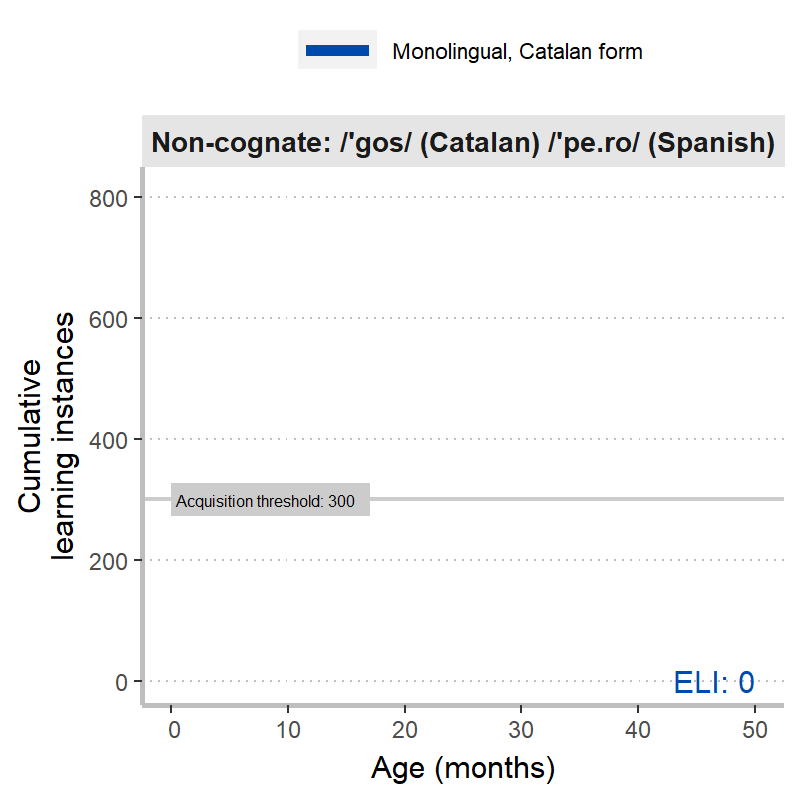 Monolingual, Catalan form
Non-cognate: /'gos/ (Catalan) /'pe.ro/ (Spanish)
800
600
400
200
0
Cumulative
learning instances
Acquisition threshold: 300
ELI: 0
0 10 20 30 40 50
Age (months)